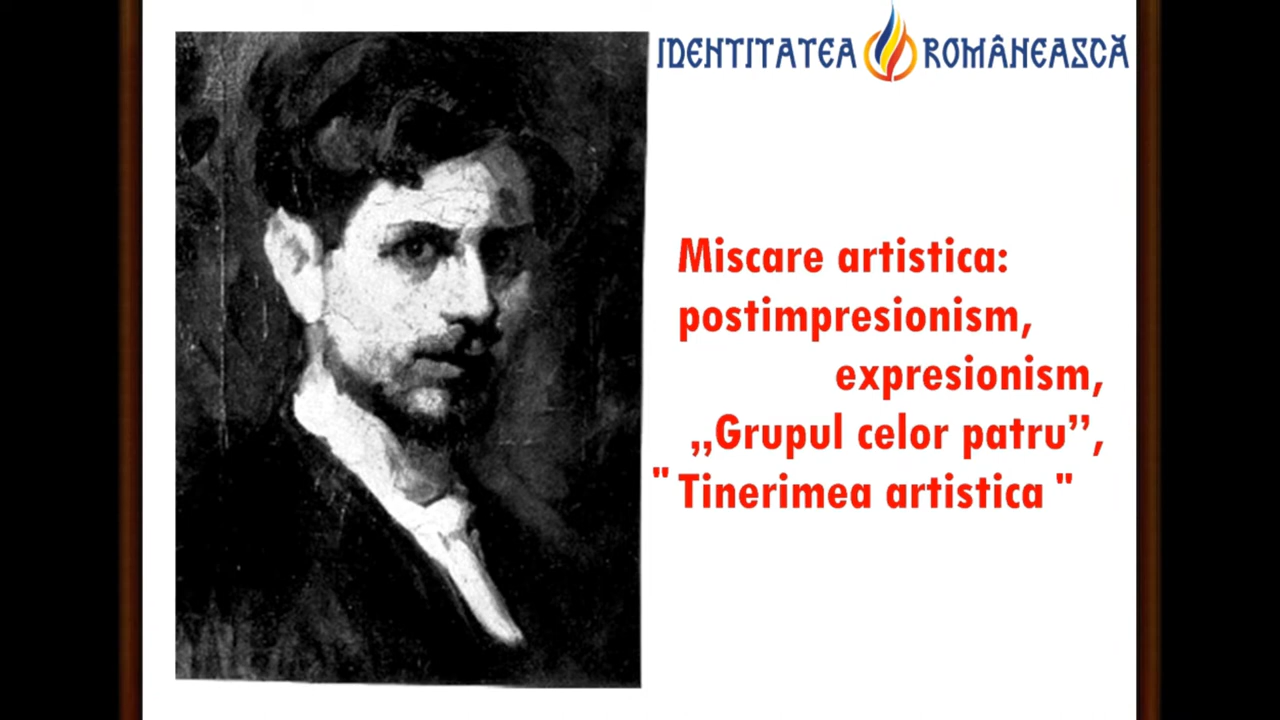 IDENTITATEA ROMÂNEASCĂ
Miscare artistica:
postimpresionism,
expresionism,
„Grupul celor patru”,
" Tinerimea artistica "